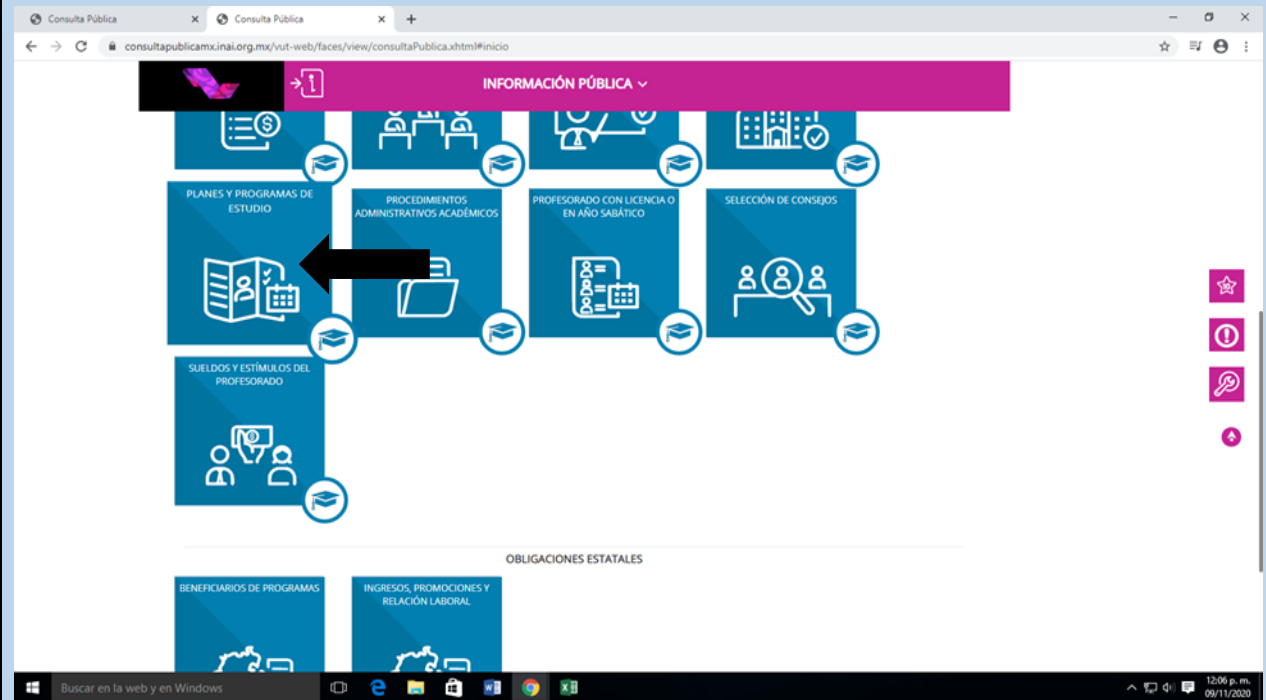 Consulta Pública
Consulta Pública
consultapublicamx.inai.org.mx/vut-web/faces/view/consultaPublica.xhtml#inicio
INFORMACIÓN PÚBLICA
PLANES Y PROGRAMAS DE
ESTUDIO
PROCEDIMIENTOS
ADMINISTRATIVOS ACADÉMICOS
PROFESORADO CON LICENCIA O
EN AÑO SABÁTICO
SELECCIÓN DE CONSEJOS
SUELDOS Y ESTÍMULOS DEL
PROFESORADO
OBLIGACIONES ESTATALES
BENEFICIARIOS DE PROGRAMAS
INGRESOS, PROMOCIONES Y
RELACIÓN LABORAL
Buscar en la web y en Windows
12:06 p. m.
09/11/2020